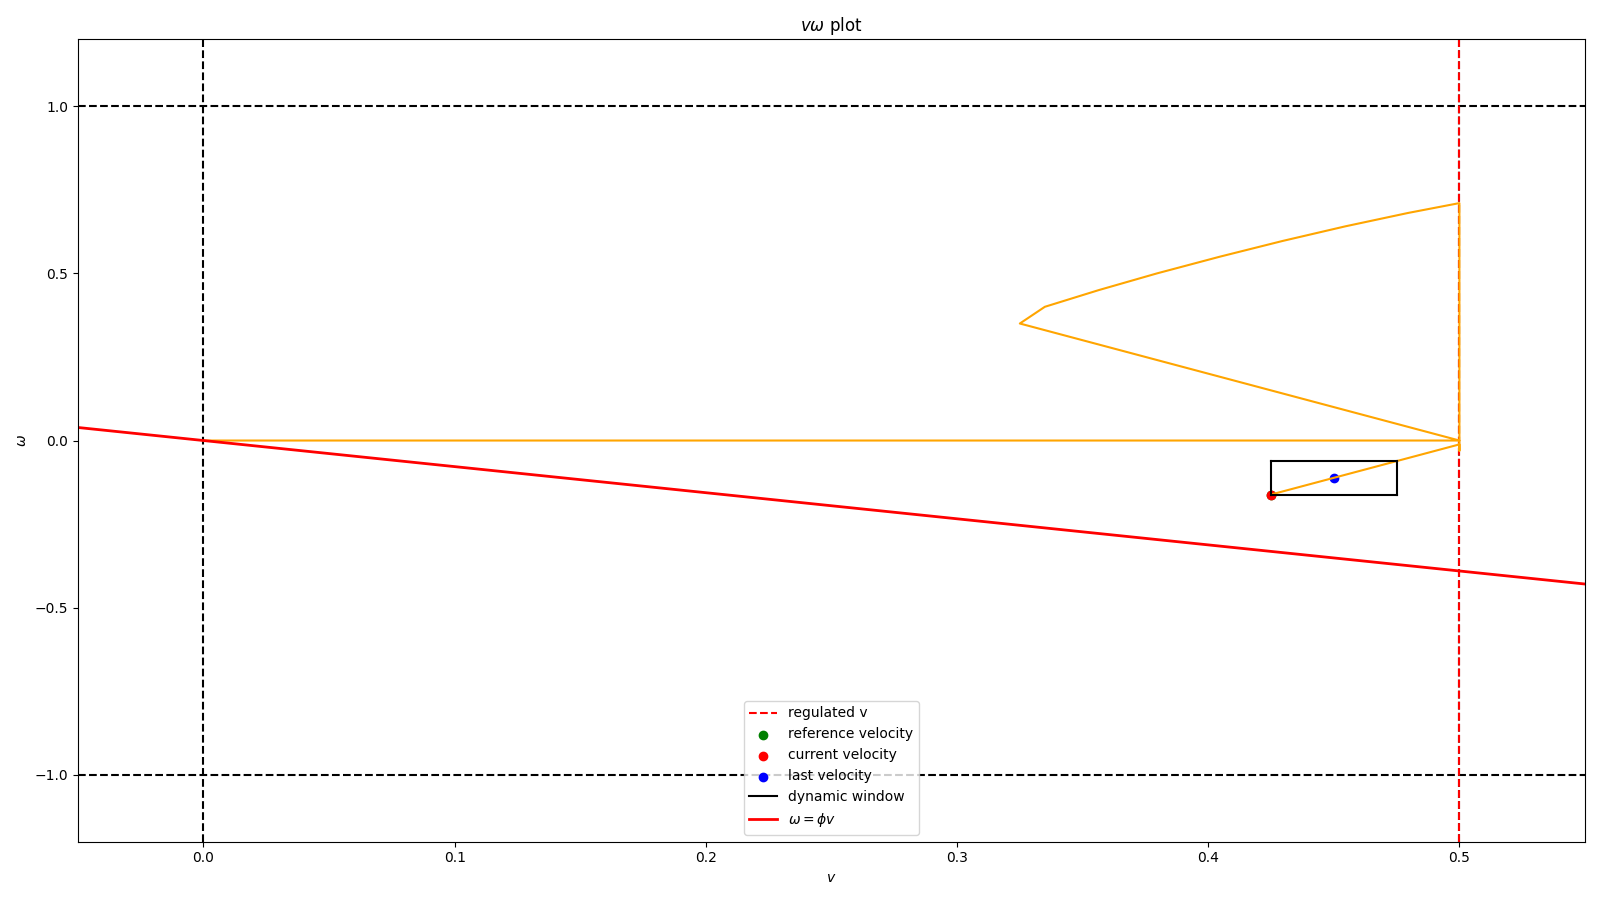 vω plot
1.0
0.5
0.0
−0.5
−1.0
ω
0.0
0.1
0.2
0.3
0.4
0.5
v
regulated v
reference velocity
current velocity
last velocity
dynamic window
ω = ϕv